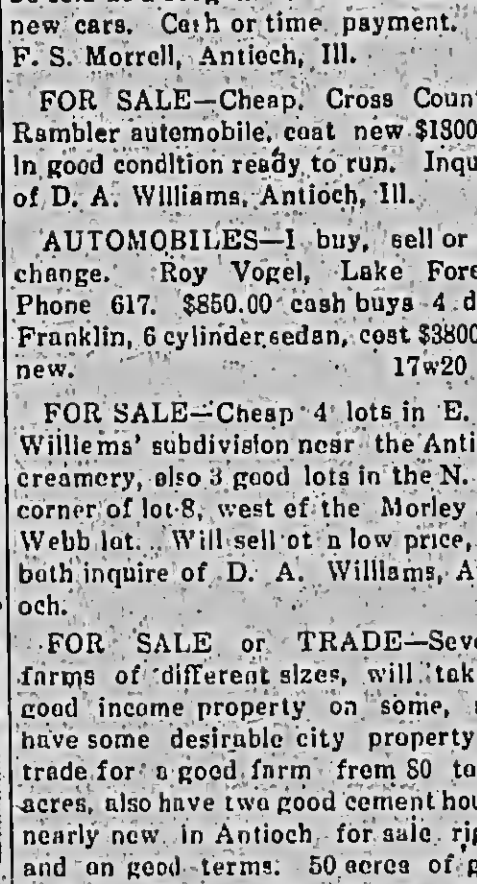 new cars. Cash or time payment.
F. S. Morrell, Antioch, Ill.
FOR SALE—Cheap. Cross Coun
Rambler automobile, cost new $1800
in good condition ready to run. Inqu
of D. A. Williams, Antioch, Ill.
AUTOMOBILES—I buy, sell or
change. Roy Vogel, Lake Fore
Phone 617. $850.00 cash buys 4 d
Franklin, 6 cylinder sedan, cost $3800
new. 17w20
FOR SALE—Cheap 4 lots in E.
Williams' subdivision near the Anti
creamery, also 3 good lots in the N.
corner of lot 8, west of the Morley
Webb lot. Will sell at a low price,
both inquire of D. A. Williams, A
och.
FOR SALE or TRADE—Seve
farms of different sizes, will tak
good income property on some,
have some desirable city property
trade for a good farm from 80 to
acres, also have two good cement hou
nearly new in Antioch for sale rig
and on good terms. 50 acres of